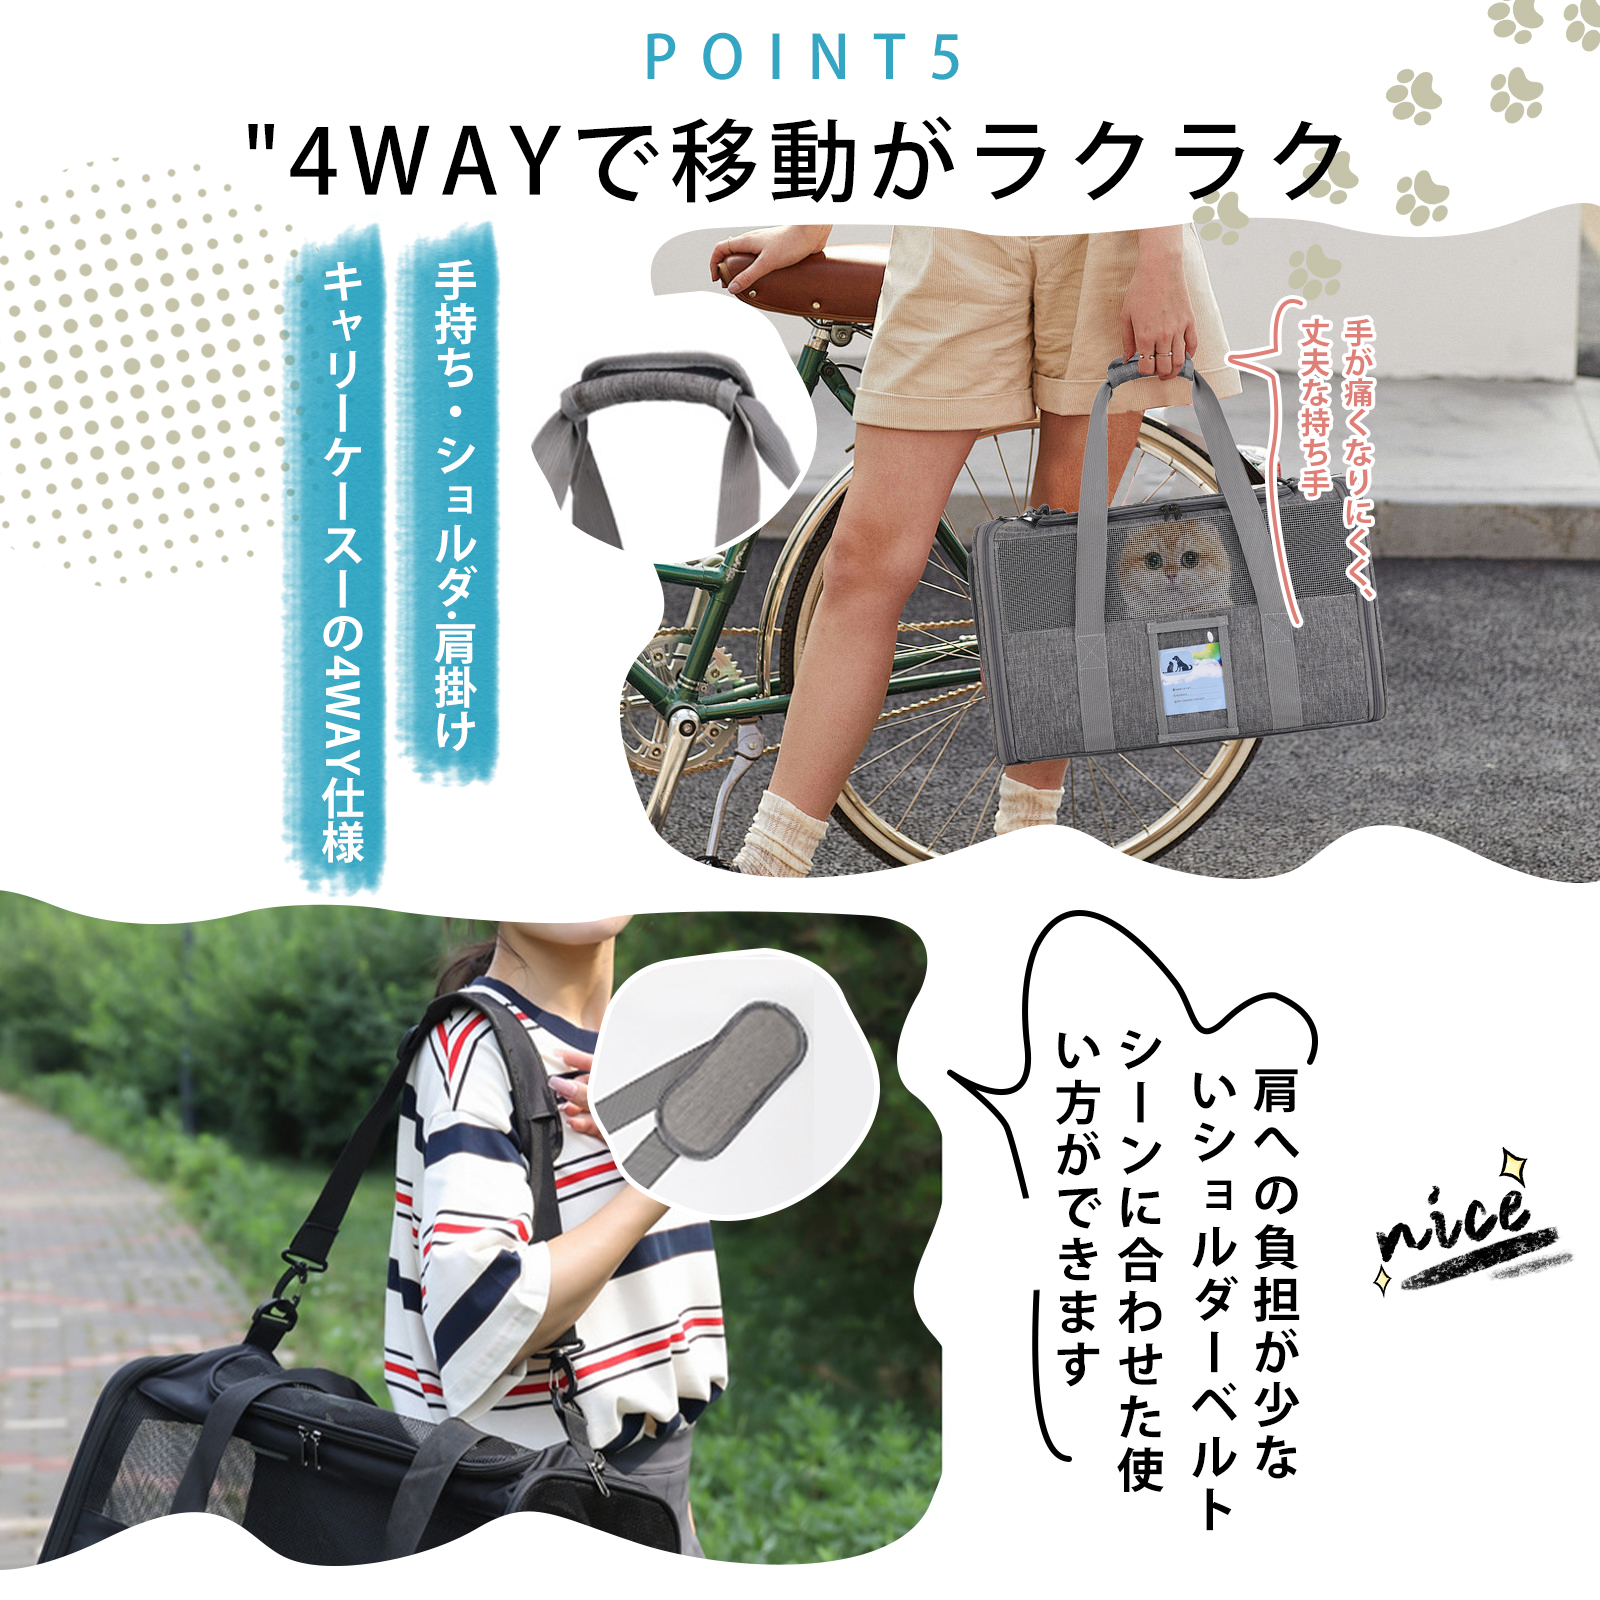 POINT5
"4WAYで移動がラクラク
手持ち・ショルダ・肩掛け
キャリーケースーの4WAY仕様
手が痛くなりにくく、
丈夫な持ち手
肩への負担が少な
いショルダーベルト
シーンに合わせた使
い方ができます
nice